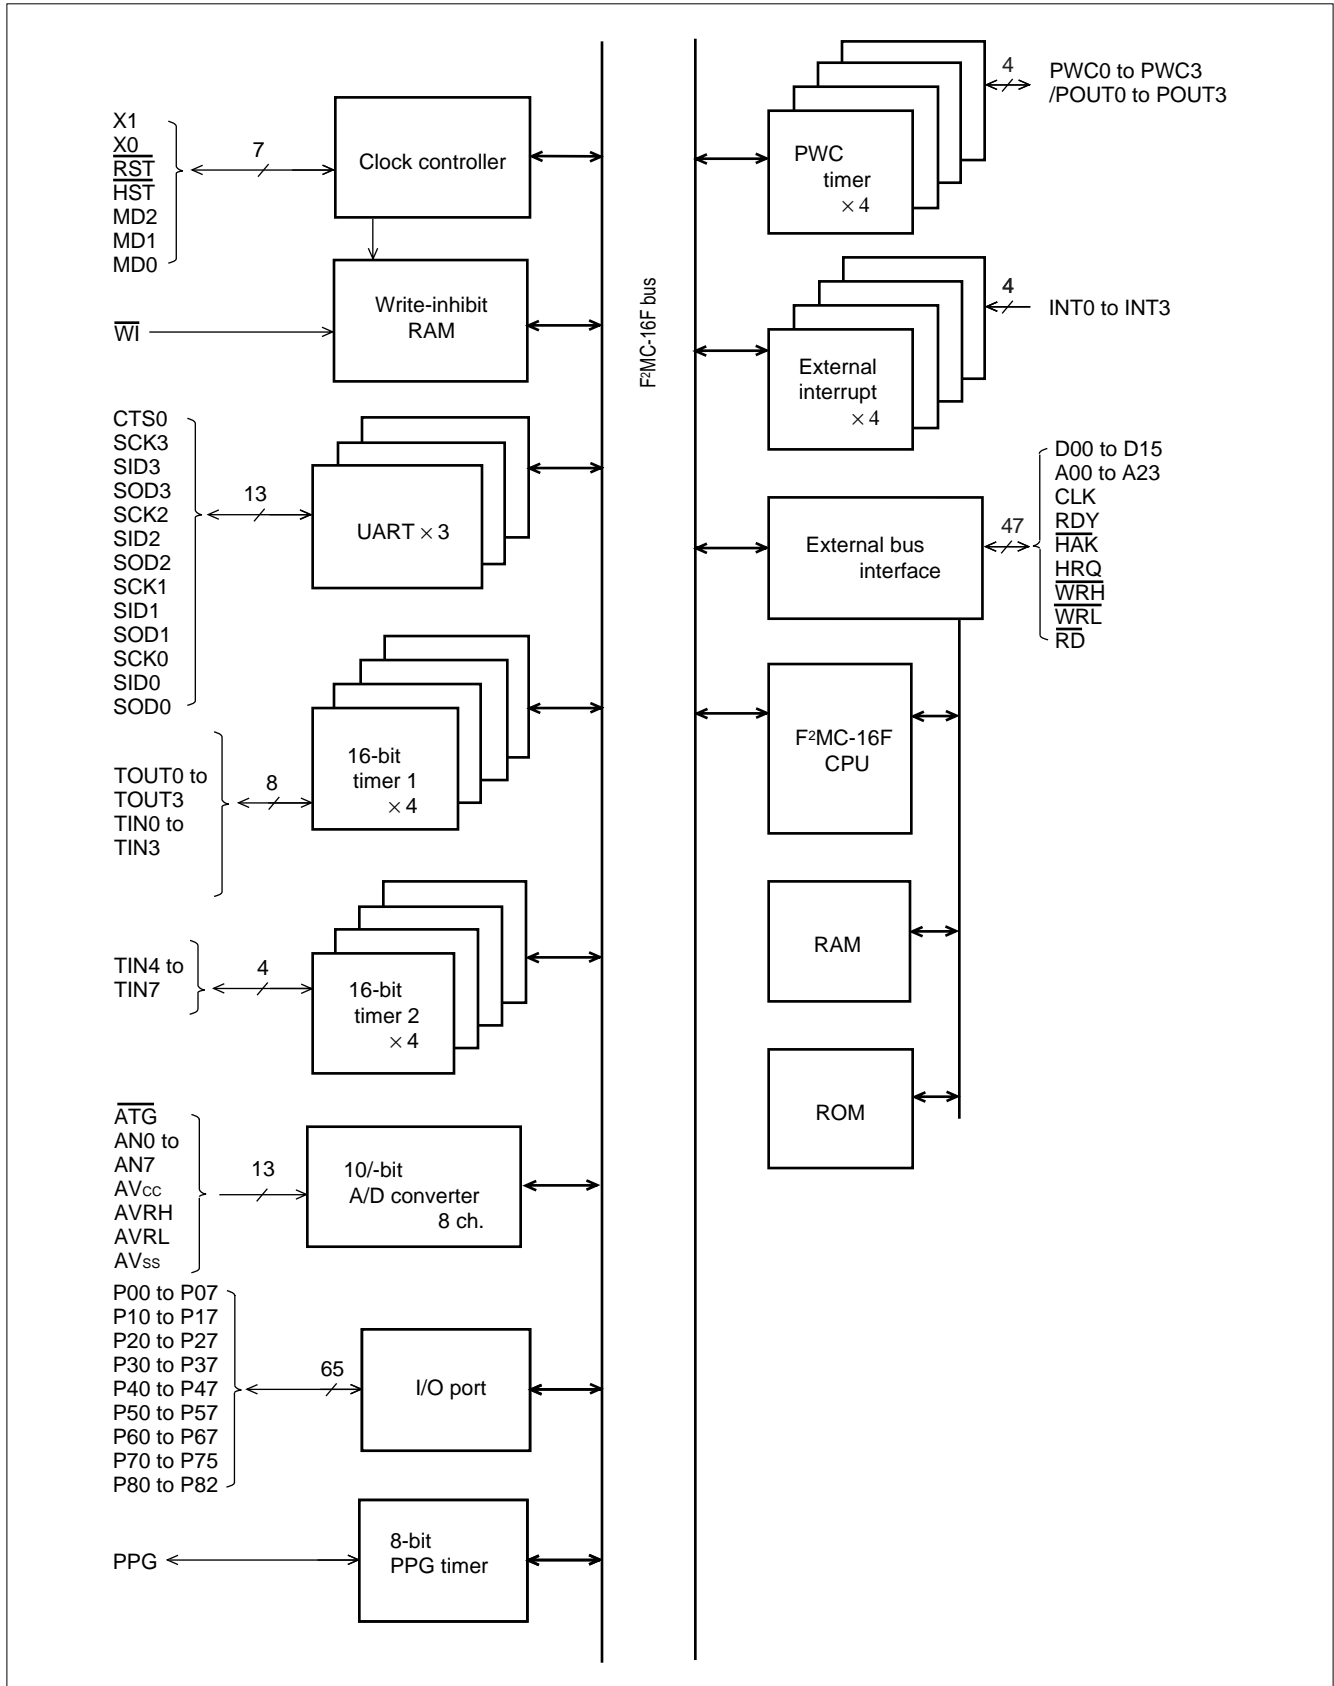 X1
X0
RST
HST
MD2
MD1
MD0
7
Clock controller
WI
Write-inhibit
RAM
CTS0
SCK3
SID3
SOD3
SCK2
SID2
SOD2
SCK1
SID1
SOD1
SCK0
SID0
SOD0
13
UART × 3
TOUT0 to
TOUT3
TIN0 to
TIN3
8
16-bit
timer 1
× 4
TIN4 to
TIN7
4
16-bit
timer 2
× 4
ATG
AN0 to
AN7
AVCC
AVRH
AVRL
AVSS
13
10/-bit
A/D converter
8 ch.
P00 to P07
P10 to P17
P20 to P27
P30 to P37
P40 to P47
P50 to P57
P60 to P67
P70 to P75
P80 to P82
65
I/O port
PPG
8-bit
PPG timer
F²MC-16F bus
PWC
timer
× 4
4
PWC0 to PWC3
/POUT0 to POUT3
External
interrupt
× 4
4
INT0 to INT3
External bus
interface
47
D00 to D15
A00 to A23
CLK
RDY
HAK
HRQ
WRH
WRL
RD
F²MC-16F
CPU
RAM
ROM